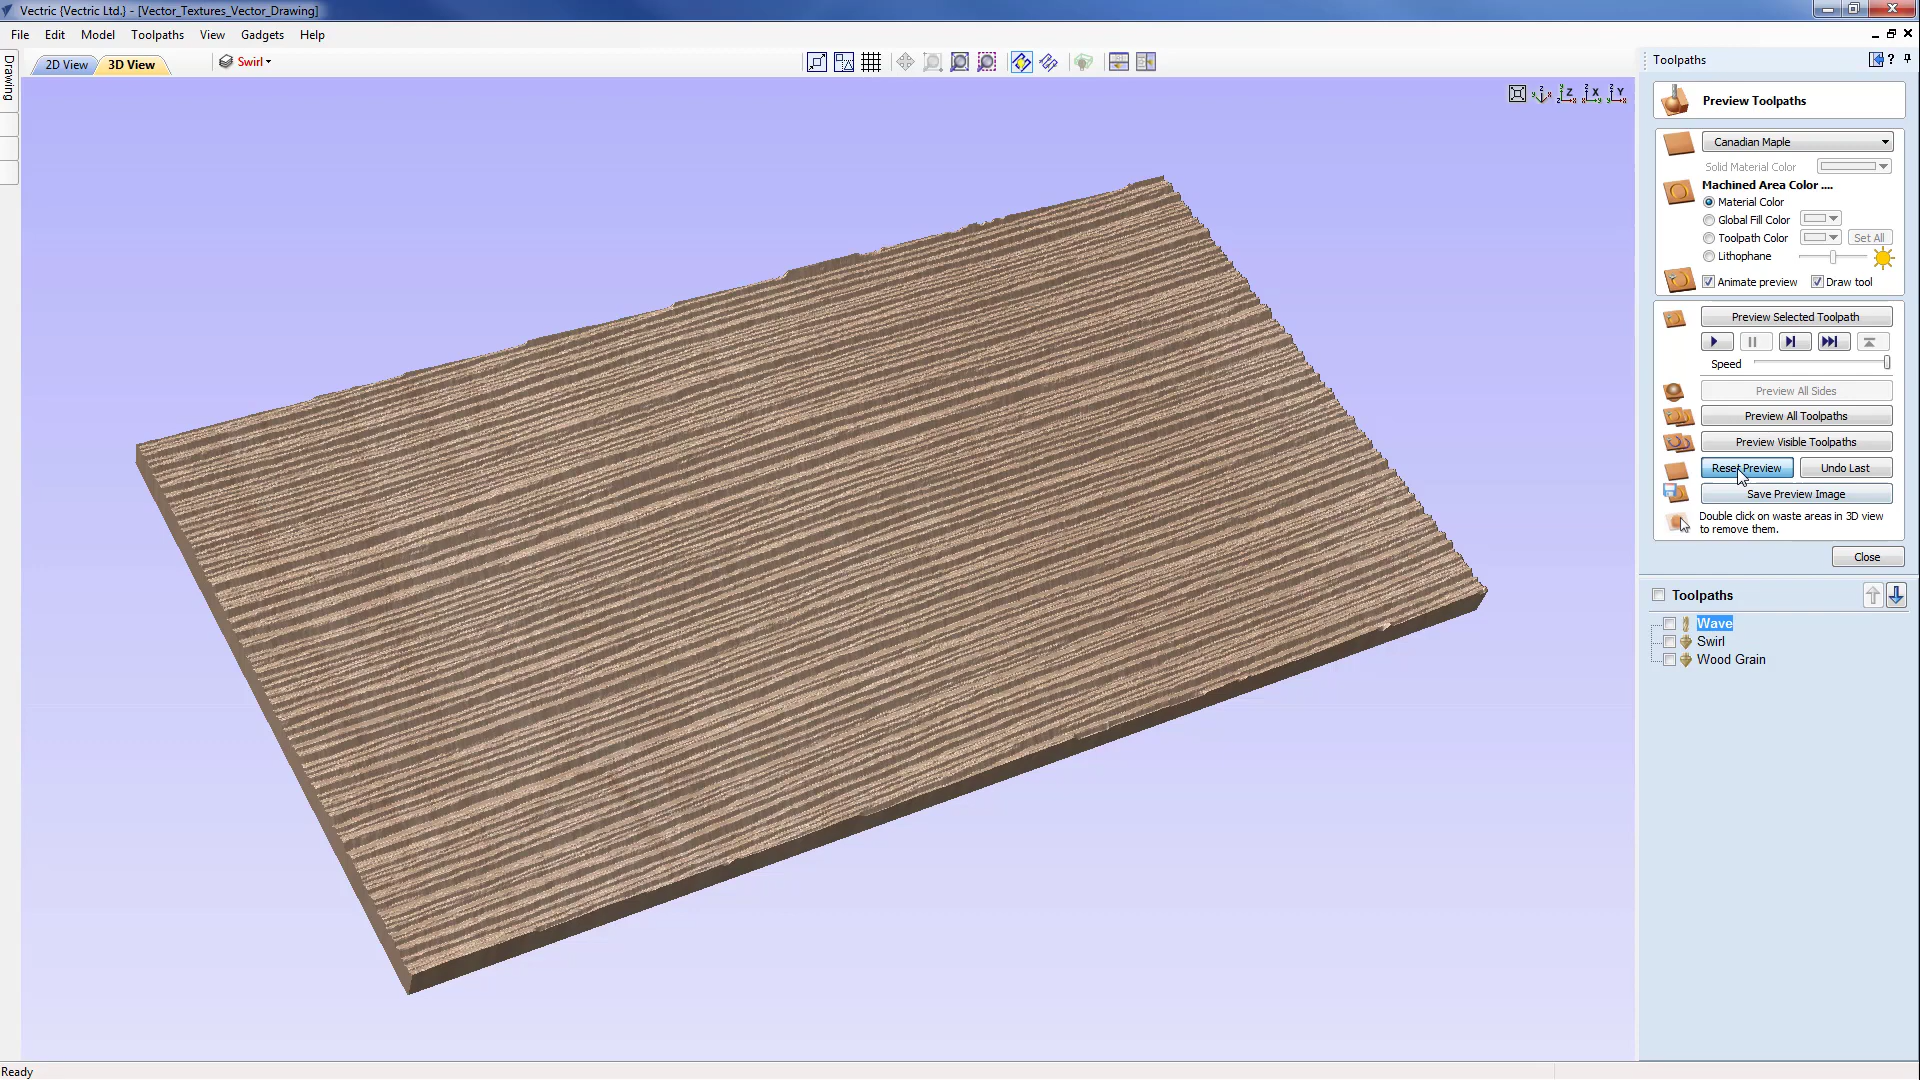 Vectric {Vectric Ltd.} - [Vector_Textures_Vector_Drawing]
File Edit Model Toolpaths View Gadgets Help
Drawing
2D View 3D View Swirl
Toolpaths
Preview Toolpaths
Canadian Maple
Solid Material Color
Machined Area Color ....
Material Color
Global Fill Color
Toolpath Color Set All
Lithophane
Animate preview Draw tool
Preview Selected Toolpath
Speed
Preview All Sides
Preview All Toolpaths
Preview Visible Toolpaths
Reset Preview Undo Last
Save Preview Image
Double click on waste areas in 3D view
to remove them.
Close
Toolpaths
Wave
Swirl
Wood Grain
Ready